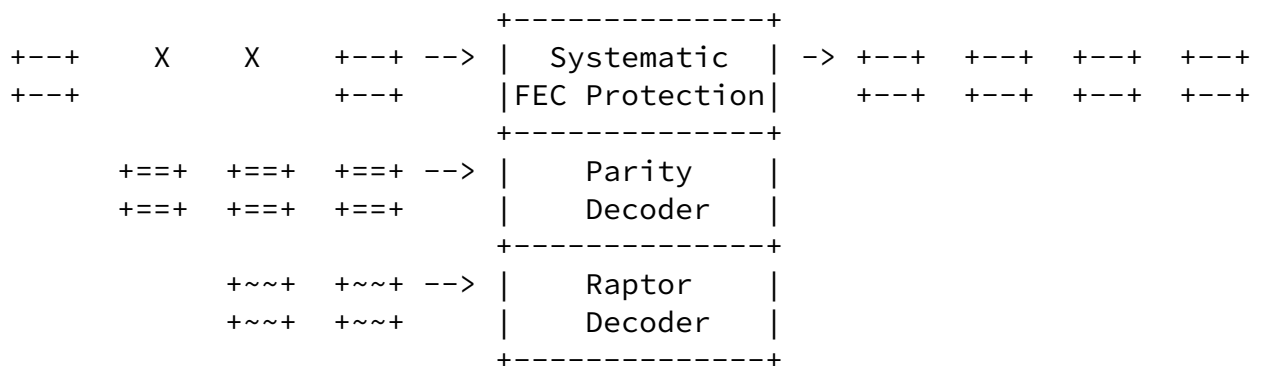 +--------------+
+--+    X    X    +--+ --> |  Systematic  | -> +--+  +--+  +--+  +--+
+--+              +--+     |FEC Protection|    +--+  +--+  +--+  +--+
                           +--------------+
      +==+  +==+  +==+ --> |    Parity    |
      +==+  +==+  +==+     |    Decoder   |
                           +--------------+
            +~~+  +~~+ --> |    Raptor    |
            +~~+  +~~+     |    Decoder   |
                           +--------------+